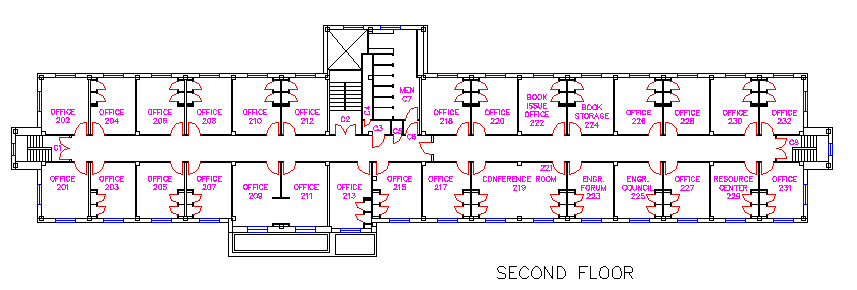 MEN
C7
C4
OFFICE
202
OFFICE
204
OFFICE
206
OFFICE
208
OFFICE
210
OFFICE
212
C2
C3
C5
C6
OFFICE
218
OFFICE
220
BOOK
ISSUE
OFFICE
222
BOOK
STORAGE
224
OFFICE
226
OFFICE
228
OFFICE
230
OFFICE
232
C1
C8
OFFICE
201
OFFICE
203
OFFICE
205
OFFICE
207
OFFICE
209
OFFICE
211
OFFICE
213
OFFICE
215
OFFICE
217
221
CONFERENCE ROOM
219
ENGR.
FORUM
223
ENGR.
COUNCIL
225
OFFICE
227
RESOURCE
CENTER
229
OFFICE
231
SECOND FLOOR